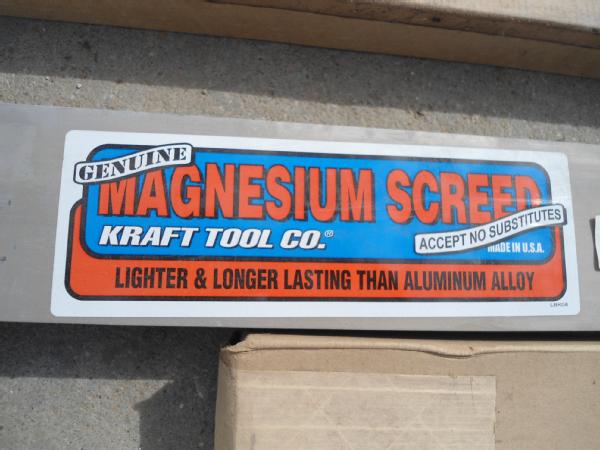 GENUINE
MAGNESIUM SCREED
KRAFT TOOL CO.®
ACCEPT NO SUBSTITUTES
MADE IN U.S.A.
LIGHTER & LONGER LASTING THAN ALUMINUM ALLOY